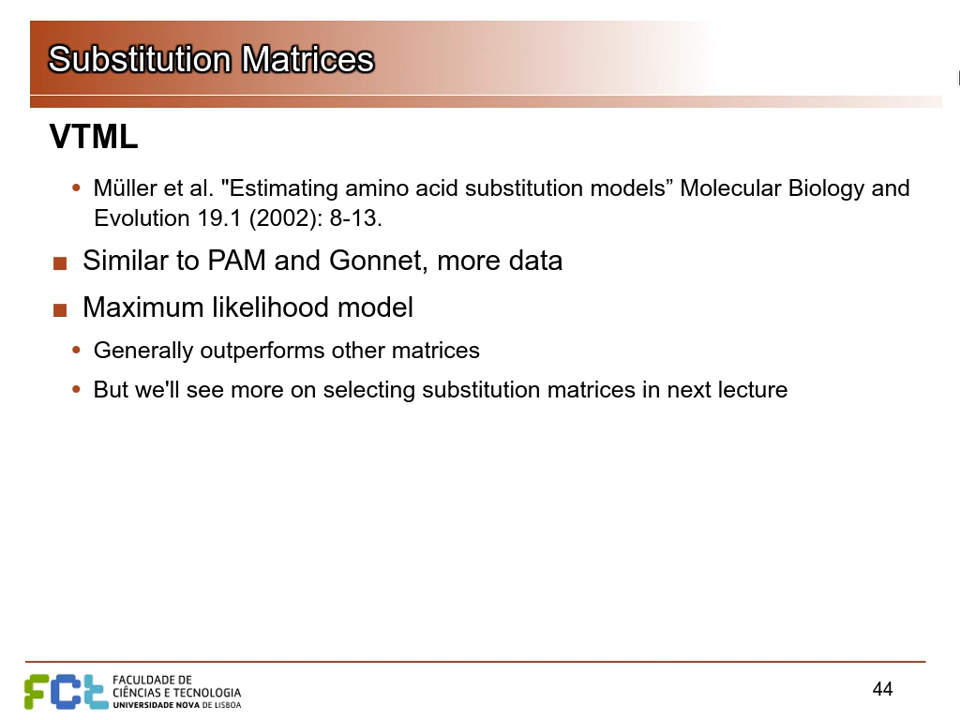 Substitution Matrices
VTML
• Müller et al. "Estimating amino acid substitution models” Molecular Biology and
Evolution 19.1 (2002): 8-13.
■ Similar to PAM and Gonnet, more data
■ Maximum likelihood model
• Generally outperforms other matrices
• But we'll see more on selecting substitution matrices in next lecture
FCt
FACULDADE DE
CIÊNCIAS E TECNOLOGIA
UNIVERSIDADE NOVA DE LISBOA
44